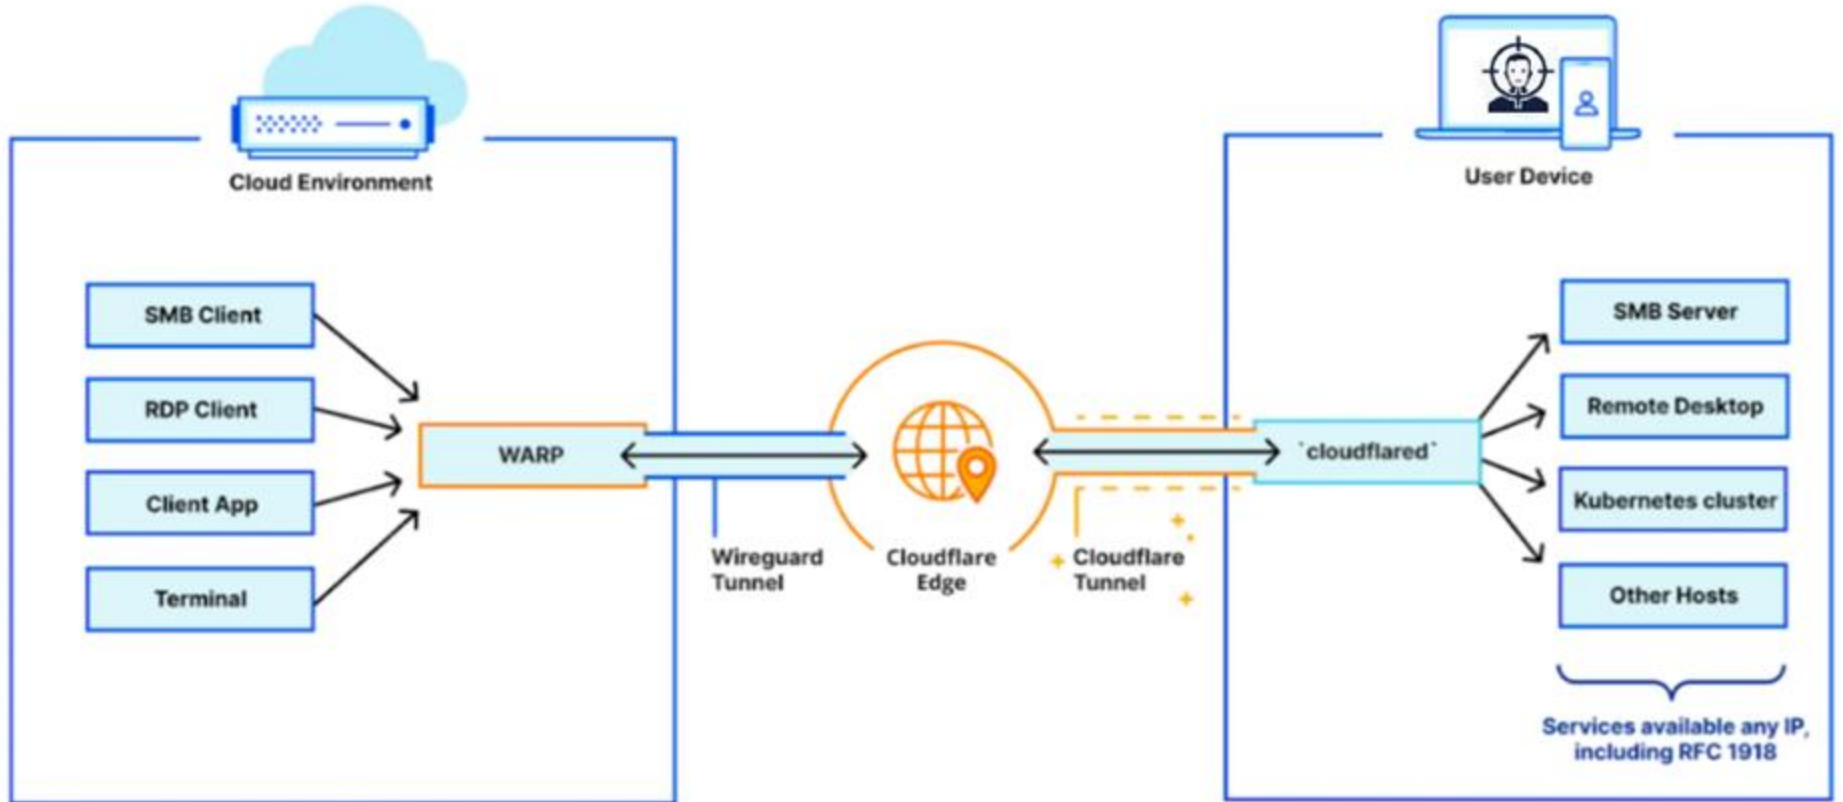 Cloud Environment
User Device
SMB Client
RDP Client
Client App
Terminal
WARP
Wireguard
Tunnel
Cloudflare
Edge
Cloudflare
Tunnel
`cloudflared`
SMB Server
Remote Desktop
Kubernetes cluster
Other Hosts
Services available any IP,
including RFC 1918